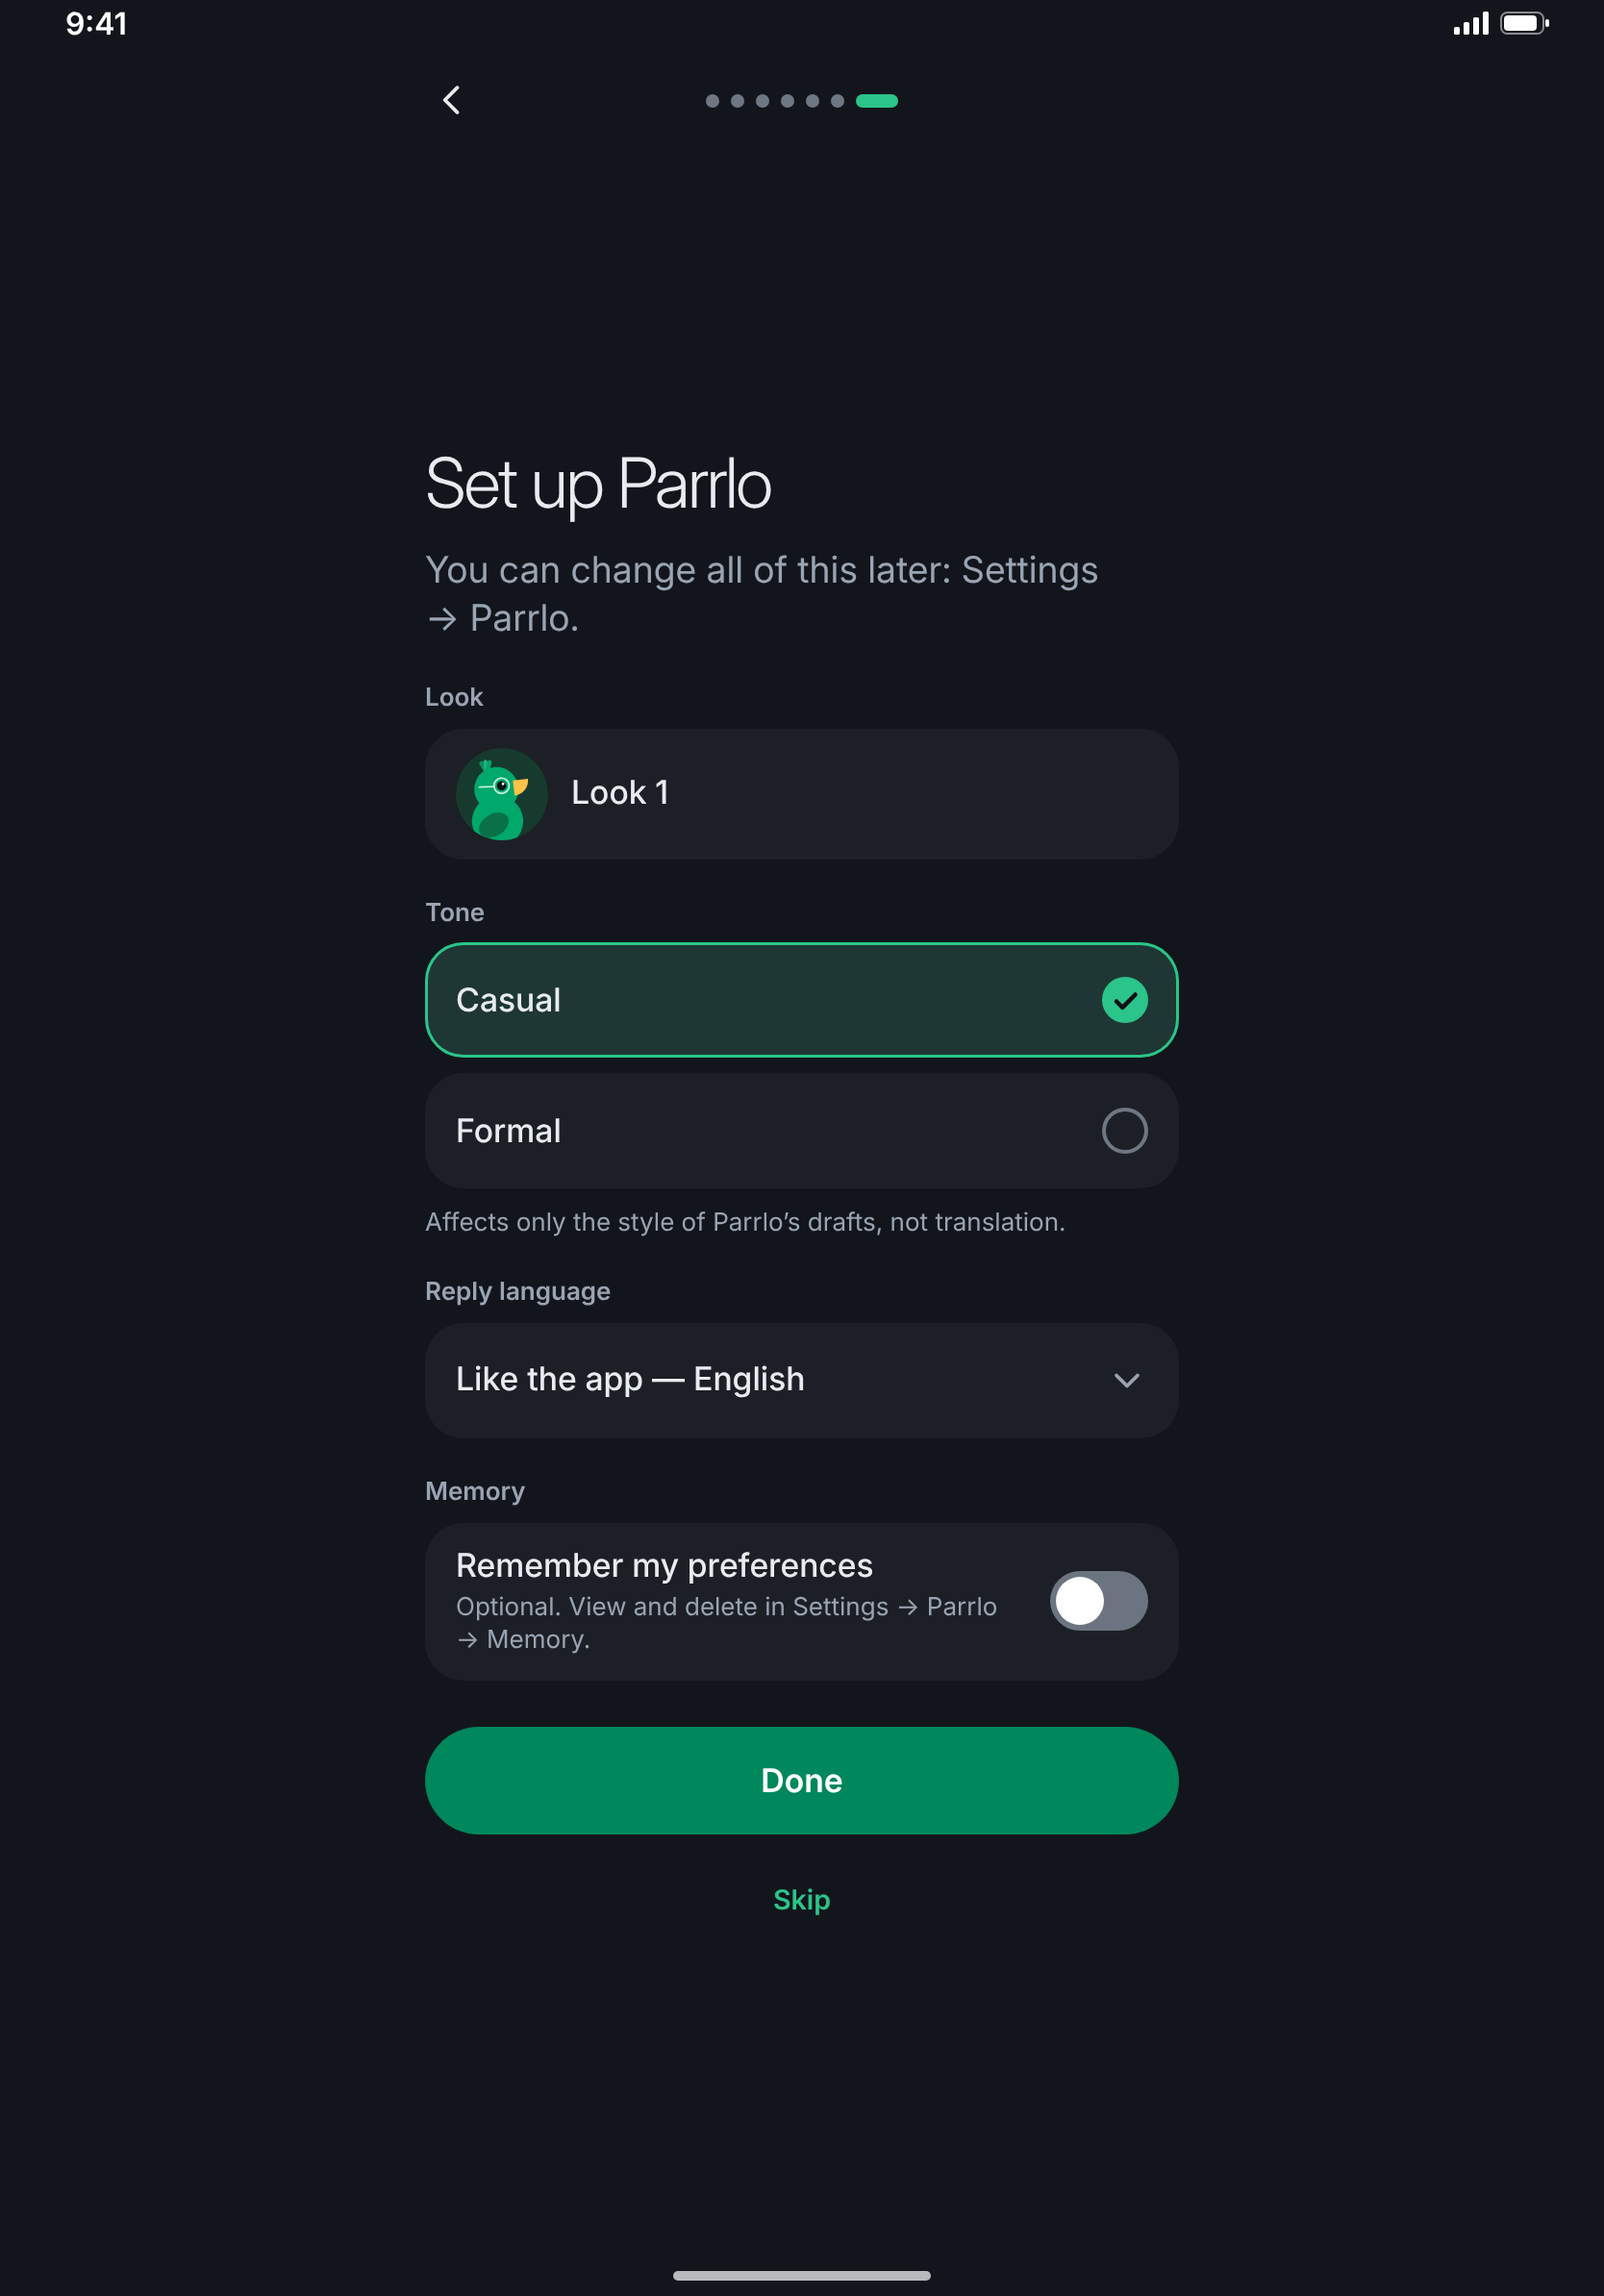 9:41
Set up Parrlo
You can change all of this later: Settings
→ Parrlo.
Look
Look 1
Tone
Casual
Formal
Affects only the style of Parrlo’s drafts, not translation.
Reply language
Like the app — English
Memory
Remember my preferences
Optional. View and delete in Settings → Parrlo
→ Memory.
Done
Skip